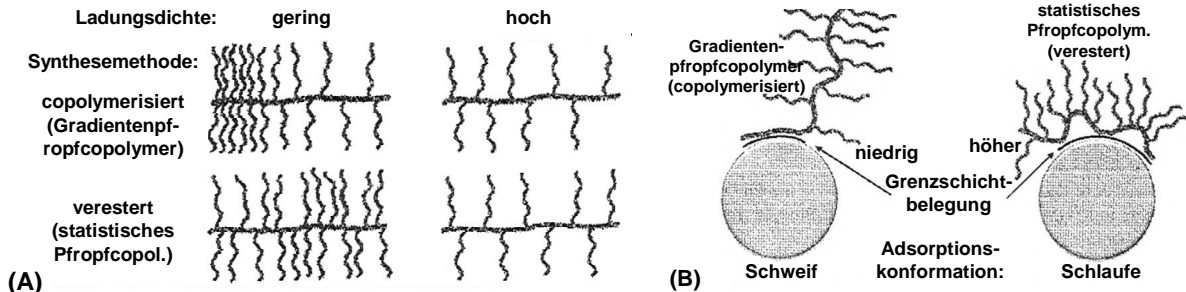 Ladungsdichte: gering hoch
Synthesemethode:
copolymerisiert
(Gradientenpf-
ropfcopolymer)
verestert
(statistisches
Pfropfcopol.)
(A)
Gradienten-
pfropfcopolymer
(copolymerisiert)
statistisches
Pfropfcopolym.
(verestert)
niedrig
höher
Grenzschicht-
belegung
Adsorptions-
konformation:
Schweif
Schlaufe
(B)